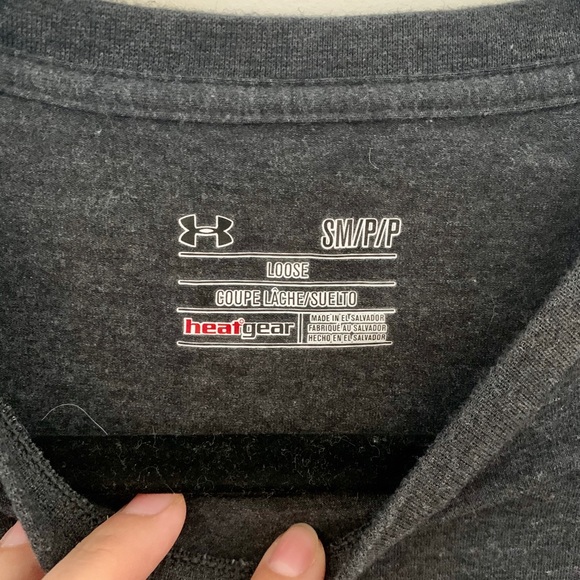 SM/P/P
LOOSE
COUPE LÂCHE/SUELTO
heatgear
MADE IN EL SALVADOR
FABRIQUÉ AU SALVADOR
HECHO EN EL SALVADOR